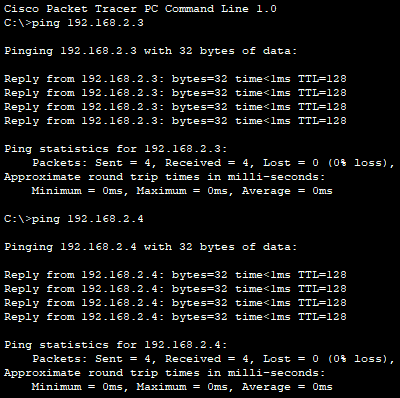 Cisco Packet Tracer PC Command Line 1.0
C:\>ping 192.168.2.3
Pinging 192.168.2.3 with 32 bytes of data:
Reply from 192.168.2.3: bytes=32 time<1ms TTL=128
Reply from 192.168.2.3: bytes=32 time<1ms TTL=128
Reply from 192.168.2.3: bytes=32 time<1ms TTL=128
Reply from 192.168.2.3: bytes=32 time<1ms TTL=128
Ping statistics for 192.168.2.3:
    Packets: Sent = 4, Received = 4, Lost = 0 (0% loss),
Approximate round trip times in milli-seconds:
    Minimum = 0ms, Maximum = 0ms, Average = 0ms
C:\>ping 192.168.2.4
Pinging 192.168.2.4 with 32 bytes of data:
Reply from 192.168.2.4: bytes=32 time<1ms TTL=128
Reply from 192.168.2.4: bytes=32 time<1ms TTL=128
Reply from 192.168.2.4: bytes=32 time<1ms TTL=128
Reply from 192.168.2.4: bytes=32 time<1ms TTL=128
Ping statistics for 192.168.2.4:
    Packets: Sent = 4, Received = 4, Lost = 0 (0% loss),
Approximate round trip times in milli-seconds:
    Minimum = 0ms, Maximum = 0ms, Average = 0ms